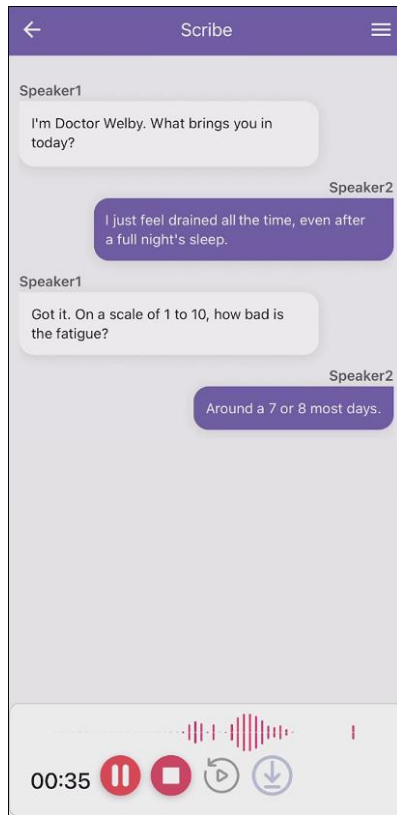 Scribe
Speaker1
I'm Doctor Welby. What brings you in
today?
Speaker2
I just feel drained all the time, even after
a full night's sleep.
Speaker1
Got it. On a scale of 1 to 10, how bad is
the fatigue?
Speaker2
Around a 7 or 8 most days.
00:35